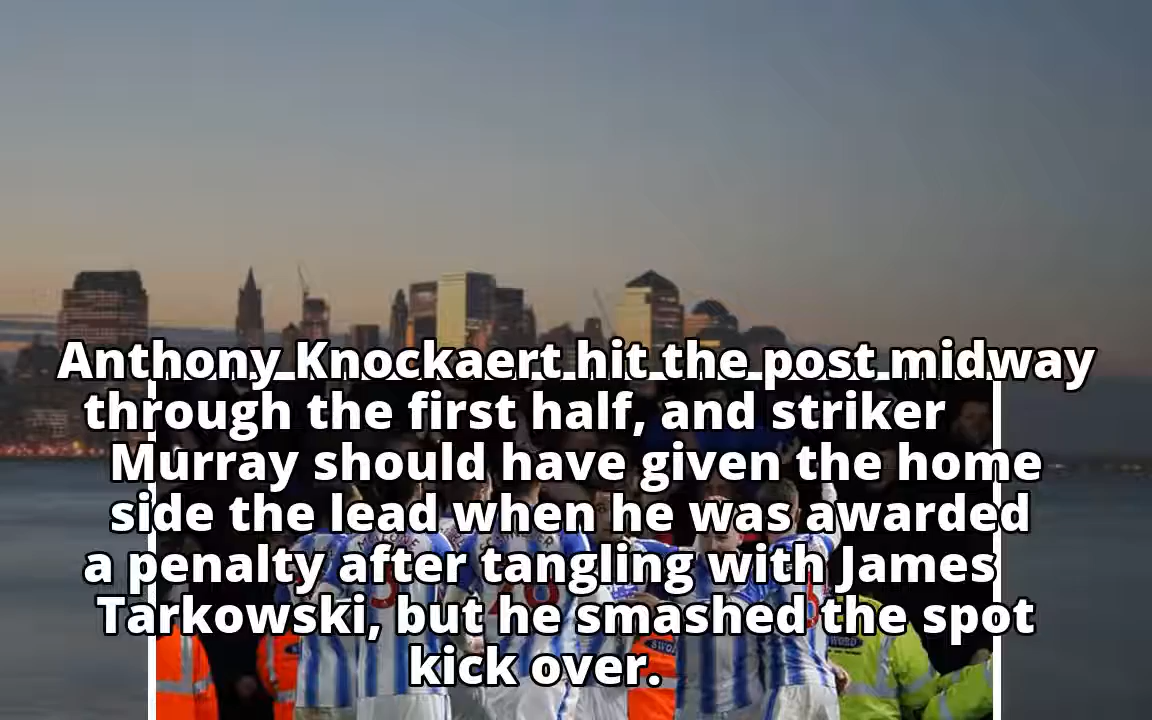 Anthony Knockaert hit the post midway
through the first half, and striker
Murray should have given the home
side the lead when he was awarded
a penalty after tangling with James
Tarkowski, but he smashed the spot
kick over.
SWORD